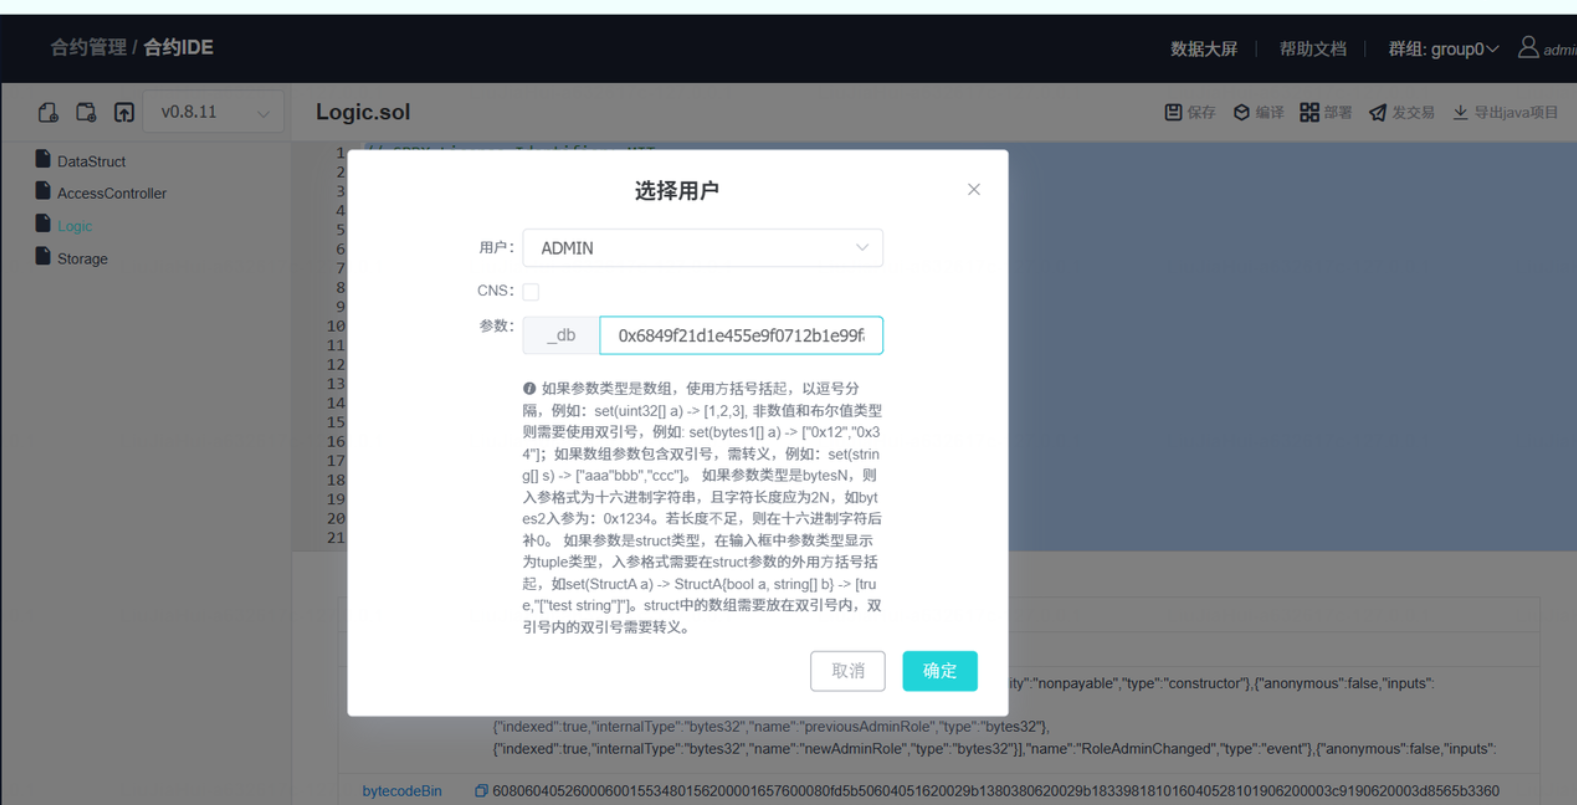 合约管理 / 合约IDE
数据大屏 帮助文档 群组: group0 admin
v0.8.11 Logic.sol 保存 编译 部署 发交易 导出java项目
DataStruct
AccessController
Logic
Storage
1
2
3
4
5
6
7
8
9
10
11
12
13
14
15
16
17
18
19
20
21
选择用户
用户: ADMIN
CNS:
参数: _db 0x6849f21d1e455e9f0712b1e99f
如果参数类型是数组，使用方括号括起，以逗号分
隔，例如：set(uint32[] a) -> [1,2,3], 非数值和布尔值类型
则需要使用双引号，例如: set(bytes1[] a) -> ["0x12","0x3
4"]；如果数组参数包含双引号，需转义，例如：set(strin
g[] s) -> ["aaa"bbb","ccc"]。 如果参数类型是bytesN，则
入参格式为十六进制字符串，且字符长度应为2N，如byt
es2入参为：0x1234。若长度不足，则在十六进制字符后
补0。 如果参数是struct类型，在输入框中参数类型显示
为tuple类型，入参格式需要在struct参数的外用方括号括
起，如set(StructA a) -> StructA{bool a, string[] b} -> [tru
e,"["test string"]"]。struct中的数组需要放在双引号内，双
引号内的双引号需要转义。
取消 确定
ity":"nonpayable","type":"constructor"},{"anonymous":false,"inputs":
{"indexed":true,"internalType":"bytes32","name":"previousAdminRole","type":"bytes32"},
{"indexed":true,"internalType":"bytes32","name":"newAdminRole","type":"bytes32"}],"name":"RoleAdminChanged","type":"event"},{"anonymous":false,"inputs":
bytecodeBin 608060405260006001553480156200001657600080fd5b50604051620029b1380380620029b1833981810160405281019062000 03c9190620003d8565b3360